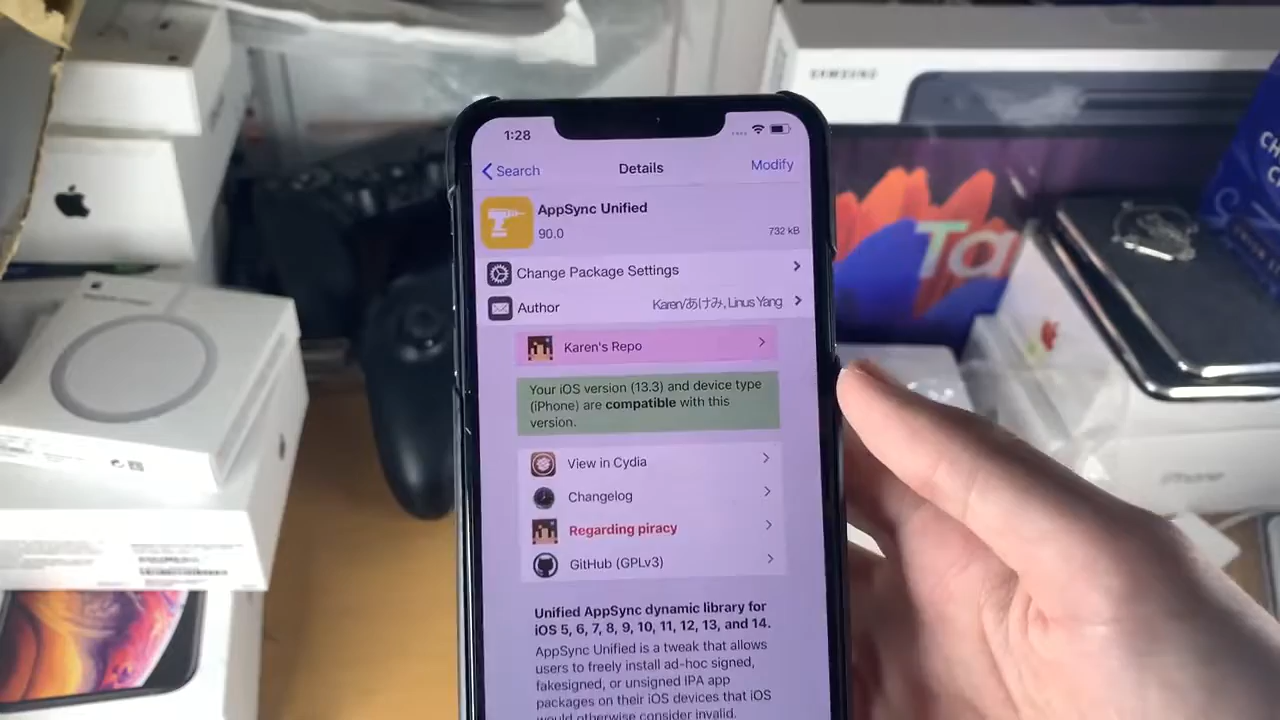 SAMSUNG
1:28
Search
Details
Modify
AppSync Unified
90.0
732 kB
Change Package Settings
Author
Karen/あけみ, Linus Yang
Karen's Repo
Your iOS version (13.3) and device type
(iPhone) are compatible with this
version.
View in Cydia
Changelog
Regarding piracy
GitHub (GPLv3)
Unified AppSync dynamic library for
iOS 5, 6, 7, 8, 9, 10, 11, 12, 13, and 14.
AppSync Unified is a tweak that allows
users to freely install ad-hoc signed,
fakesigned, or unsigned IPA app
packages on their iOS devices that iOS
would otherwise consider invalid.
Ta
iPhone